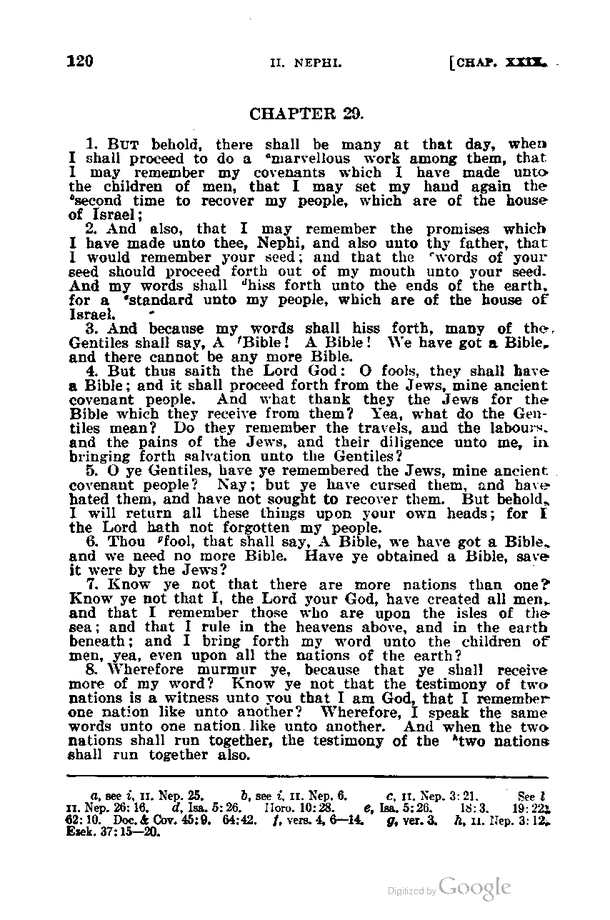 120 II. NEPHI. [CHAP. XXIX.
CHAPTER 29.
1. BUT behold, there shall be many at that day, when
I shall proceed to do a ᵃmarvellous work among them, that
I may remember my covenants which I have made unto
the children of men, that I may set my hand again the
ᵇsecond time to recover my people, which are of the house
of Israel;
2. And also, that I may remember the promises which
I have made unto thee, Nephi, and also unto thy father, that
I would remember your seed; and that the ᶜwords of your
seed should proceed forth out of my mouth unto your seed.
And my words shall ᵈhiss forth unto the ends of the earth,
for a ᵉstandard unto my people, which are of the house of
Israel.
3. And because my words shall hiss forth, many of the
Gentiles shall say, A ᶠBible! A Bible! We have got a Bible,
and there cannot be any more Bible.
4. But thus saith the Lord God: O fools, they shall have
a Bible; and it shall proceed forth from the Jews, mine ancient
covenant people. And what thank they the Jews for the
Bible which they receive from them? Yea, what do the Gen-
tiles mean? Do they remember the travels, and the labours,
and the pains of the Jews, and their diligence unto me, in
bringing forth salvation unto the Gentiles?
5. O ye Gentiles, have ye remembered the Jews, mine ancient
covenant people? Nay; but ye have cursed them, and have
hated them, and have not sought to recover them. But behold,
I will return all these things upon your own heads; for I
the Lord hath not forgotten my people.
6. Thou ᵍfool, that shall say, A Bible, we have got a Bible,
and we need no more Bible. Have ye obtained a Bible, save
it were by the Jews?
7. Know ye not that there are more nations than one?
Know ye not that I, the Lord your God, have created all men,
and that I remember those who are upon the isles of the
sea; and that I rule in the heavens above, and in the earth
beneath; and I bring forth my word unto the children of
men, yea, even upon all the nations of the earth?
8. Wherefore murmur ye, because that ye shall receive
more of my word? Know ye not that the testimony of two
nations is a witness unto you that I am God, that I remember
one nation like unto another? Wherefore, I speak the same
words unto one nation like unto another. And when the two
nations shall run together, the testimony of the ʰtwo nations
shall run together also.
a, see i, II. Nep. 25. b, see i, II. Nep. 6. c, II. Nep. 3: 21. See l
II. Nep. 26: 16. d, Isa. 5: 26. Moro. 10: 28. e, Isa. 5: 26. 18: 3. 19: 22.
62: 10. Doc. & Cov. 45: 9. 64: 42. f, vers. 4, 6—14. g, ver. 3. h, II. Nep. 3: 12.
Ezek. 37: 15—20.
Digitized by Google